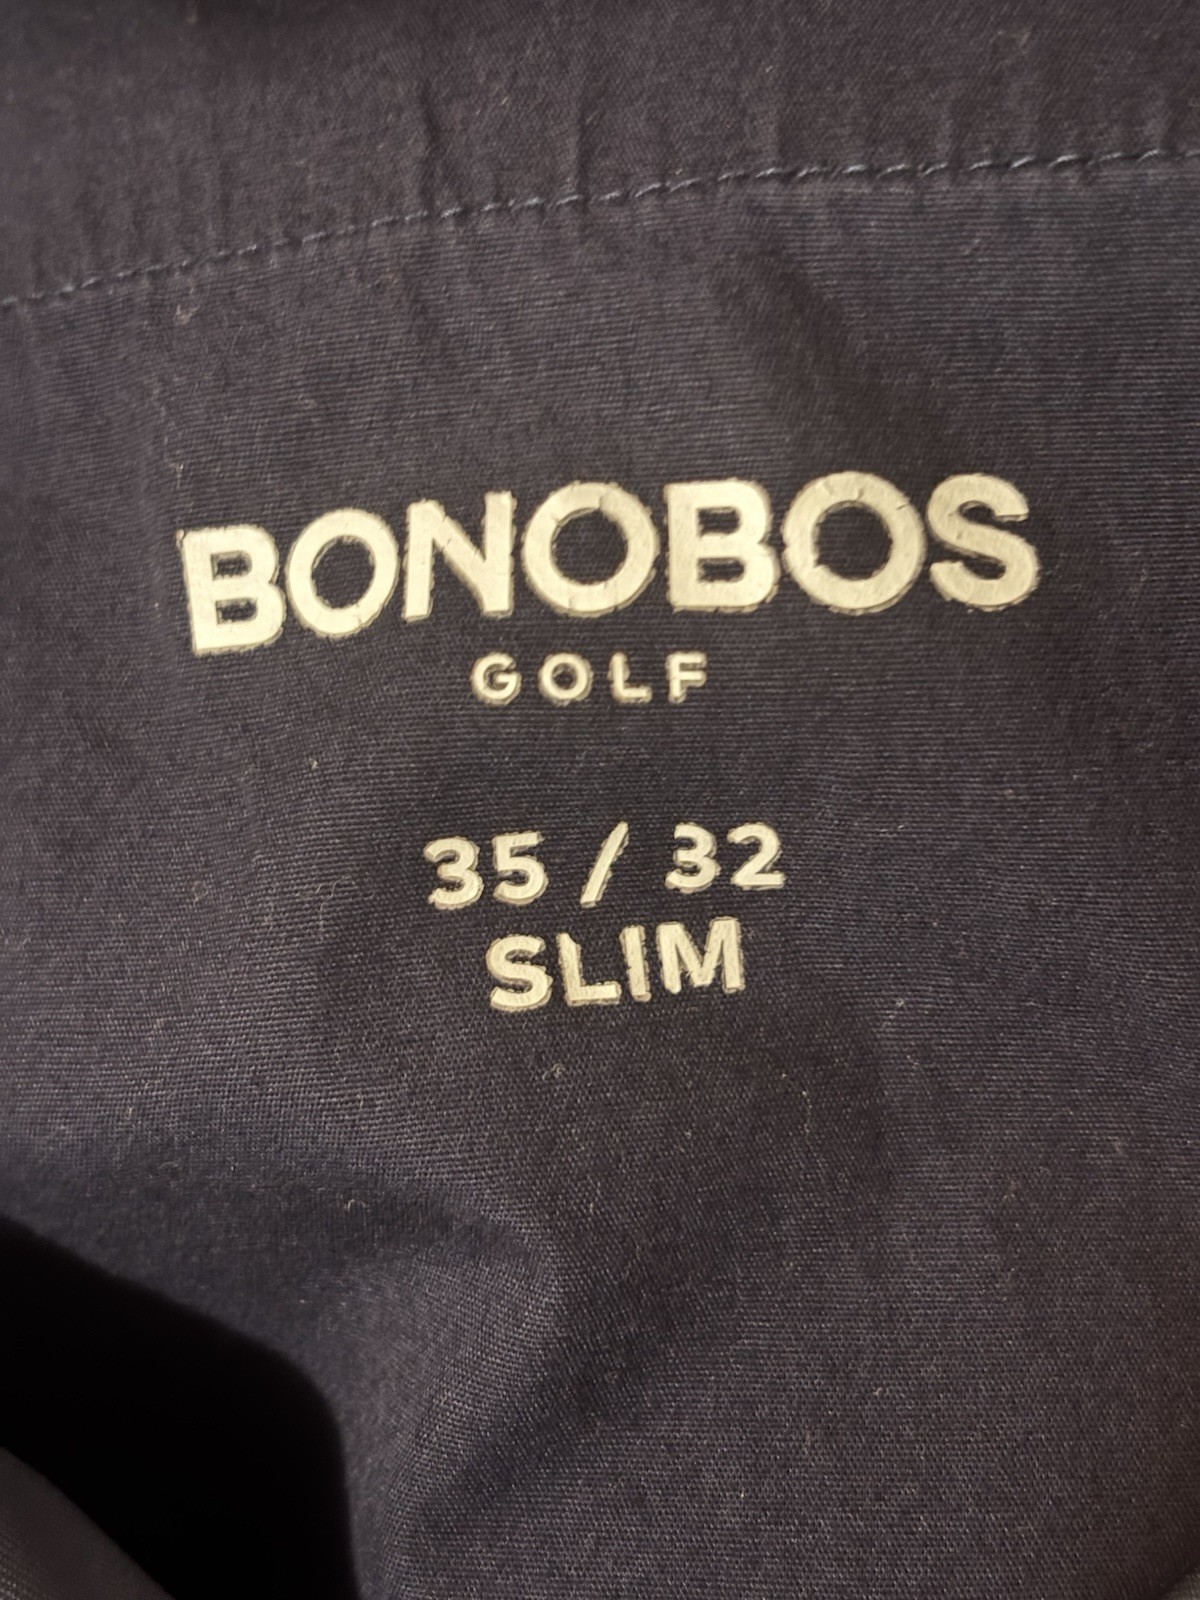 BONOBOS
GOLF
35 / 32
SLIM